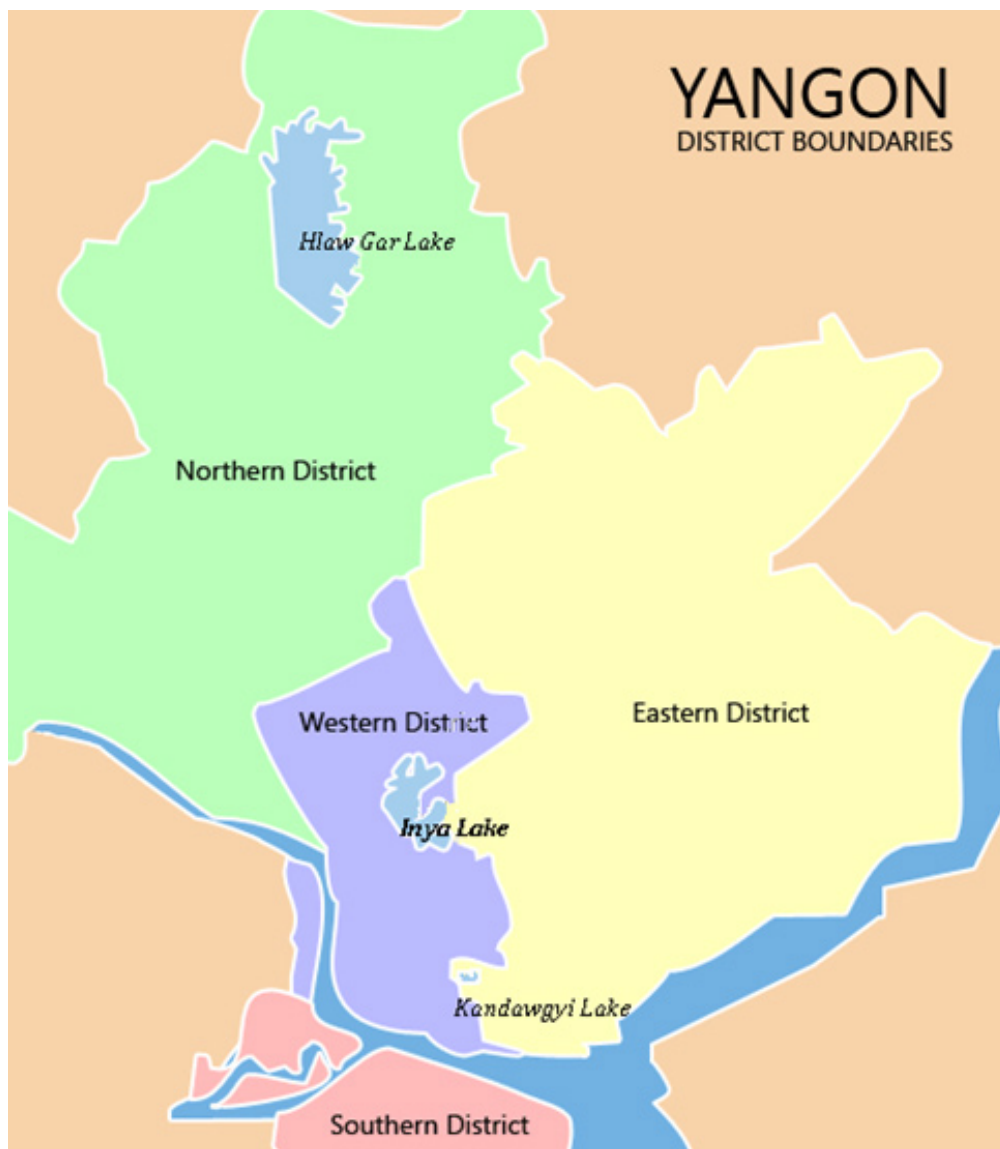 YANGON
DISTRICT BOUNDARIES
Hlaw Gar Lake
Northern District
Western District
Eastern District
Inya Lake
Kandawgyi Lake
Southern District